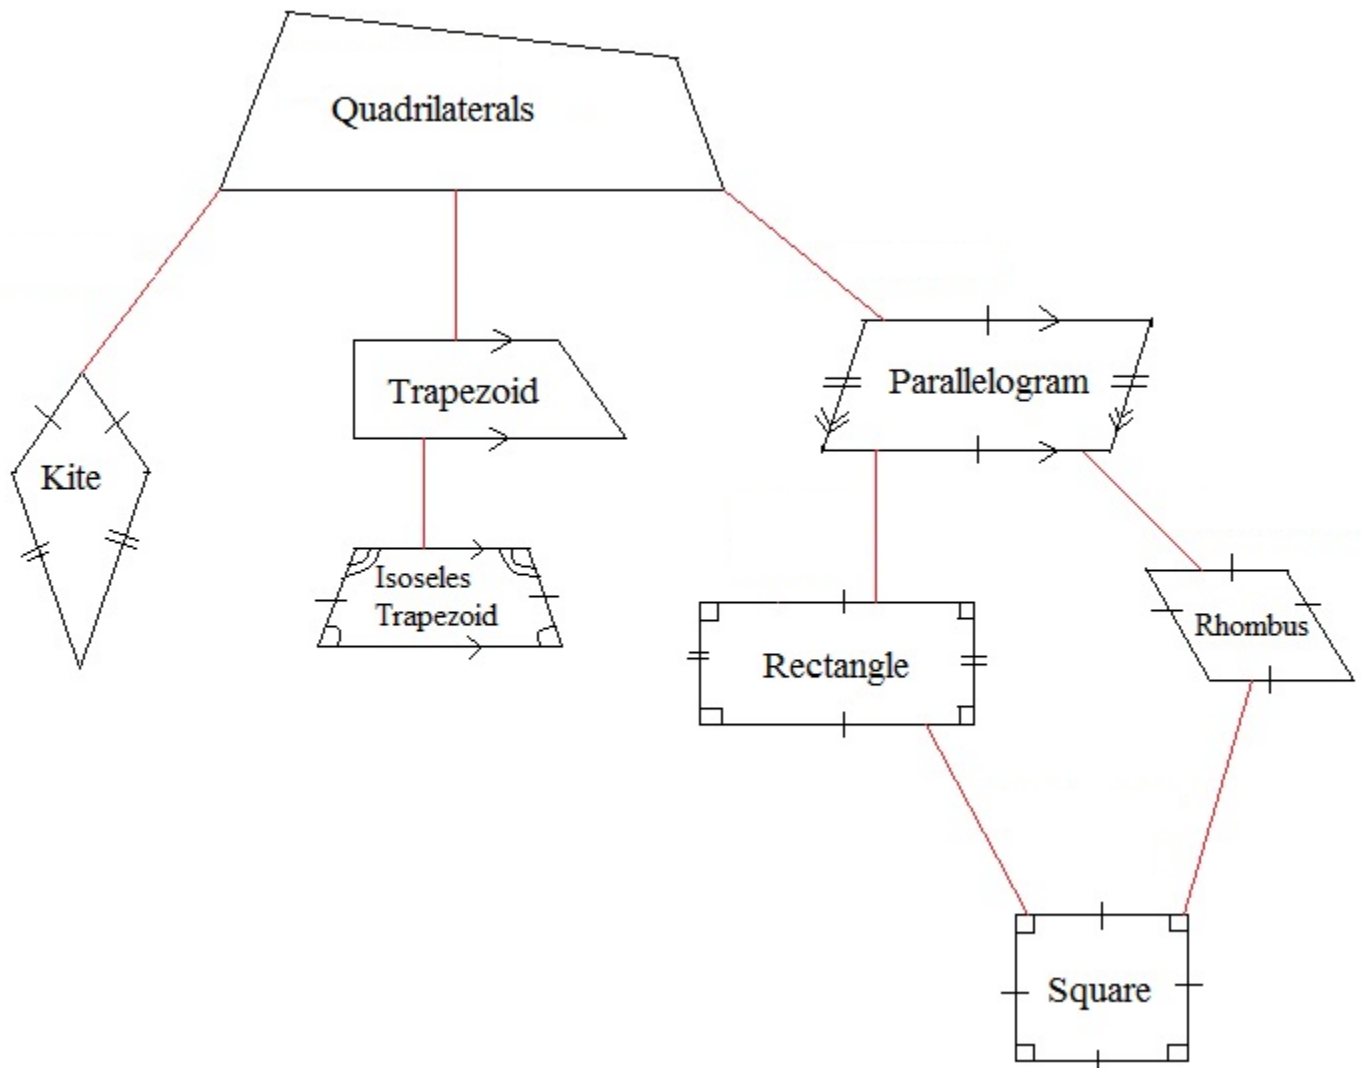 Quadrilaterals
Kite
Trapezoid
Parallelogram
Isoseles
Trapezoid
Rectangle
Rhombus
Square